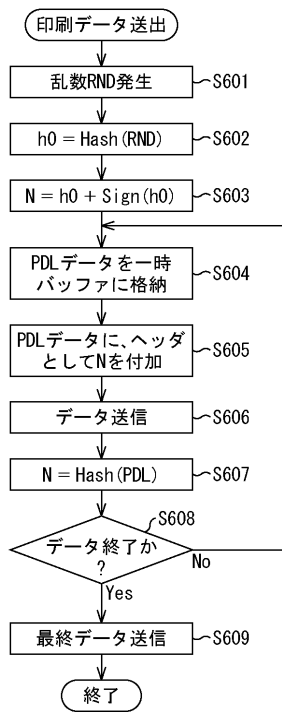 印刷データ送出
乱数RND発生
S601
h0 = Hash(RND)
S602
N = h0 + Sign(h0)
S603
PDLデータを一時
バッファに格納
S604
PDLデータに、ヘッダ
としてNを付加
S605
データ送信
S606
N = Hash(PDL)
S607
S608
データ終了か
?
No
Yes
最終データ送信
S609
終了